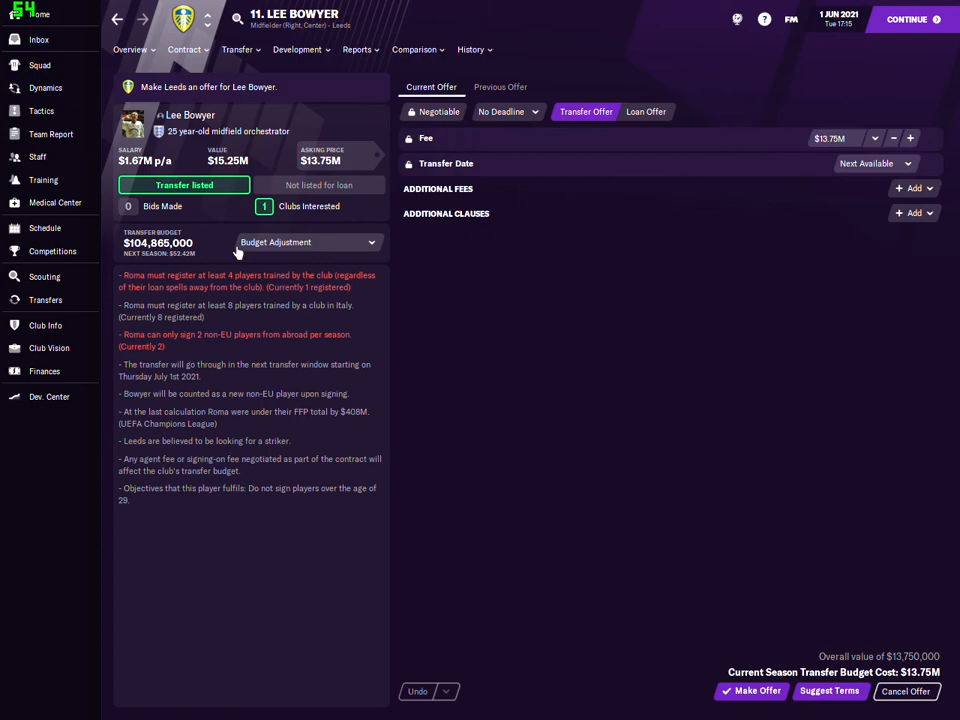 54
Home
Inbox
Squad
Dynamics
Tactics
Team Report
Staff
Training
Medical Center
Schedule
Competitions
Scouting
Transfers
Club Info
Club Vision
Finances
Dev. Center
11. LEE BOWYER
Midfielder (Right, Center) - Leeds
FM
1 JUN 2021
Tue 17:15
CONTINUE
Overview
Contract
Transfer
Development
Reports
Comparison
History
Make Leeds an offer for Lee Bowyer.
Lee Bowyer
25 year-old midfield orchestrator
SALARY VALUE ASKING PRICE
$1.67M p/a $15.25M $13.75M
Transfer listed Not listed for loan
0 Bids Made 1 Clubs Interested
TRANSFER BUDGET
$104,865,000
NEXT SEASON: $52.42M
Budget Adjustment
- Roma must register at least 4 players trained by the club (regardless
of their loan spells away from the club). (Currently 1 registered)
- Roma must register at least 8 players trained by a club in Italy.
(Currently 8 registered)
- Roma can only sign 2 non-EU players from abroad per season.
(Currently 2)
- The transfer will go through in the next transfer window starting on
Thursday July 1st 2021.
- Bowyer will be counted as a new non-EU player upon signing.
- At the last calculation Roma were under their FFP total by $408M.
(UEFA Champions League)
- Leeds are believed to be looking for a striker.
- Any agent fee or signing-on fee negotiated as part of the contract will
affect the club's transfer budget.
- Objectives that this player fulfils: Do not sign players over the age of
29.
Current Offer Previous Offer
Negotiable No Deadline Transfer Offer Loan Offer
Fee $13.75M
Transfer Date Next Available
ADDITIONAL FEES + Add
ADDITIONAL CLAUSES + Add
Overall value of $13,750,000
Current Season Transfer Budget Cost: $13.75M
Undo Make Offer Suggest Terms Cancel Offer